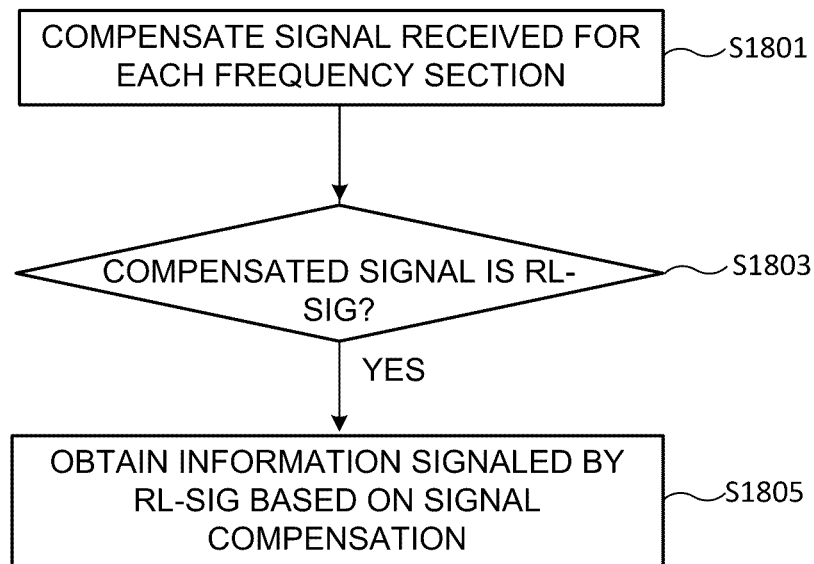 COMPENSATE SIGNAL RECEIVED FOR
EACH FREQUENCY SECTION
S1801
COMPENSATED SIGNAL IS RL-
SIG?
S1803
YES
OBTAIN INFORMATION SIGNALED BY
RL-SIG BASED ON SIGNAL
COMPENSATION
S1805